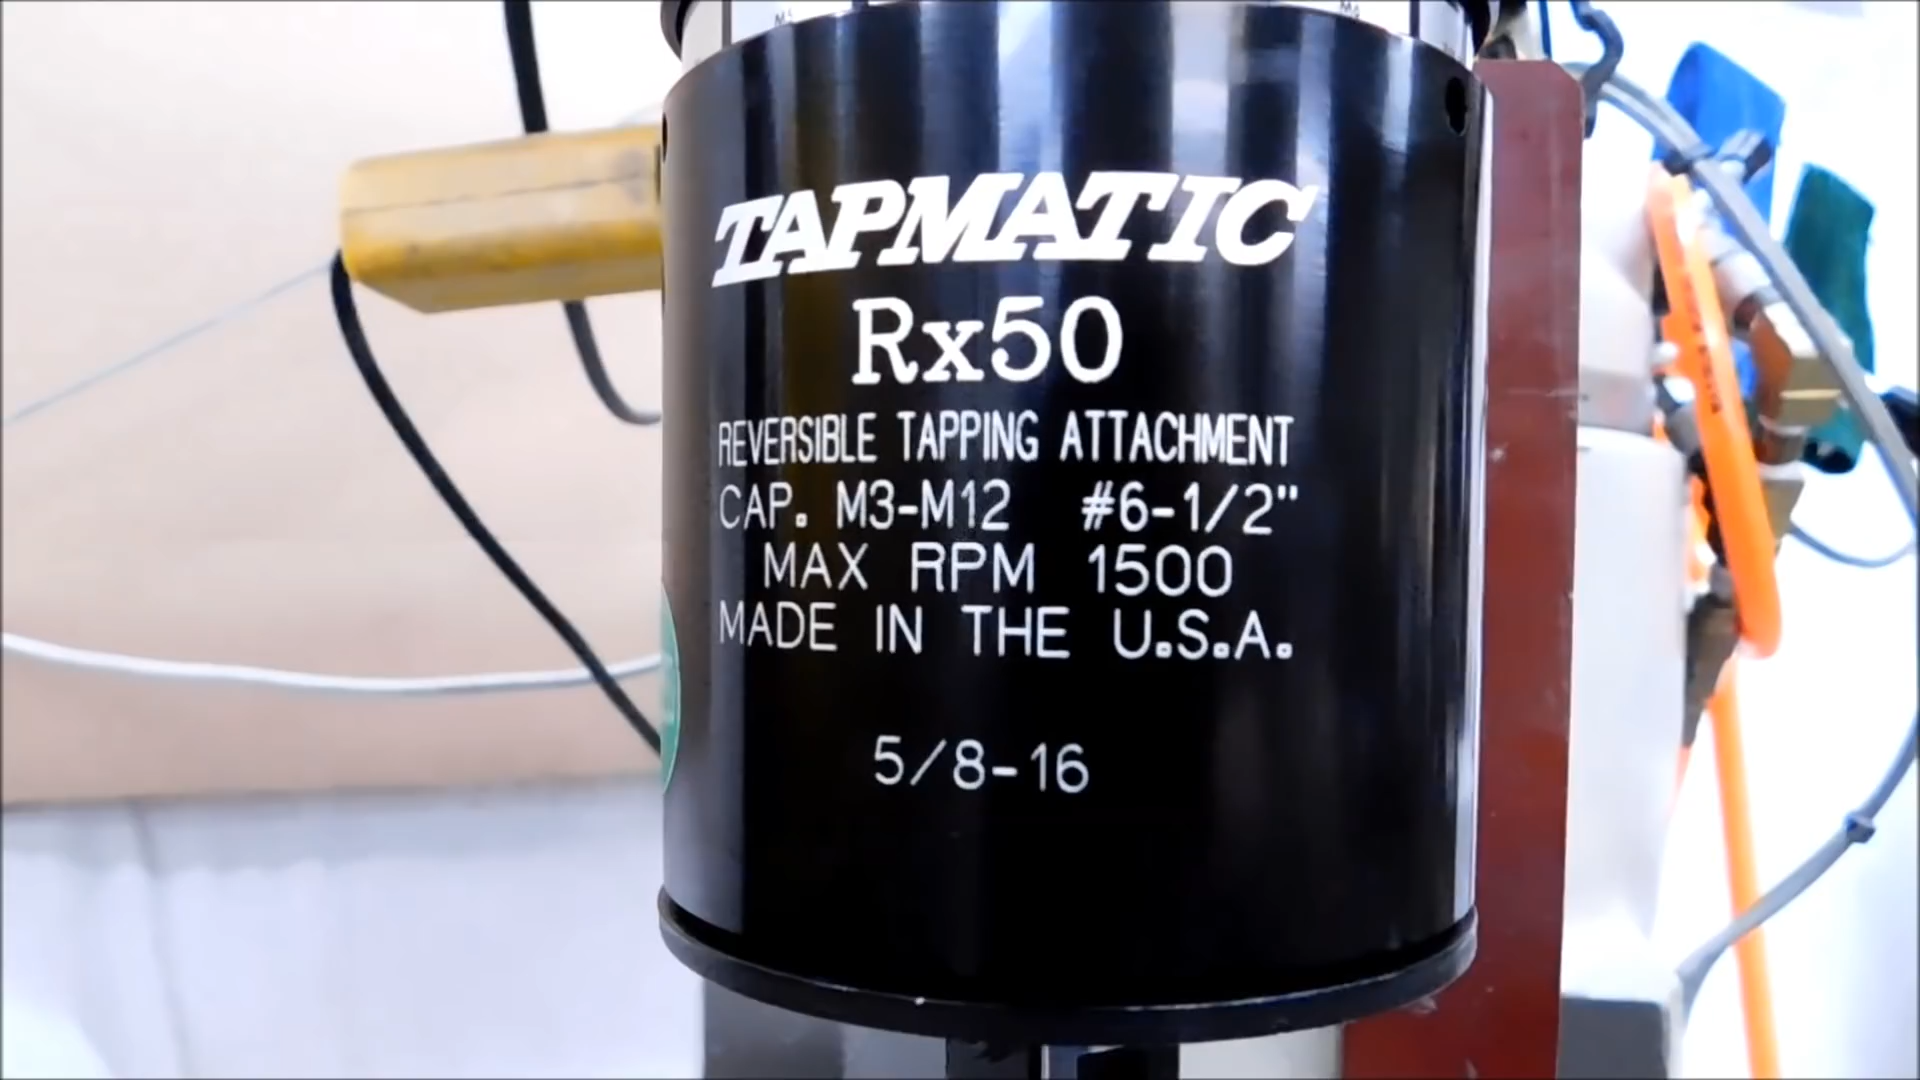 TAPMATIC
Rx50
REVERSIBLE TAPPING ATTACHMENT
CAP. M3-M12 #6-1/2"
MAX RPM 1500
MADE IN THE U.S.A.
5/8-16